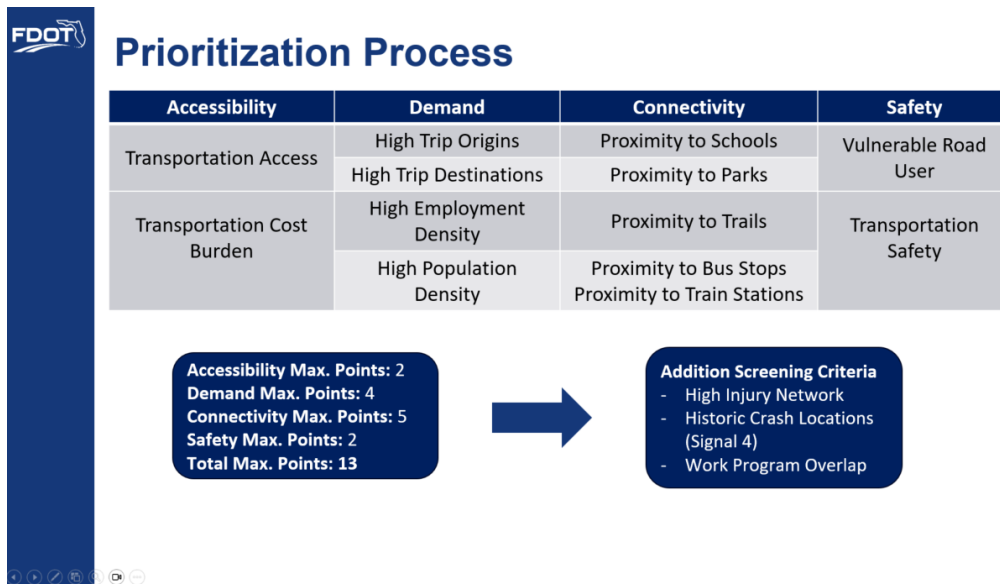 FDOT
Prioritization Process
Accessibility
Demand
Connectivity
Safety
Transportation Access
High Trip Origins
Proximity to Schools
Vulnerable Road
User
High Trip Destinations
Proximity to Parks
Transportation Cost
Burden
High Employment
Density
Proximity to Trails
Transportation
Safety
High Population
Density
Proximity to Bus Stops
Proximity to Train Stations
Accessibility Max. Points: 2
Demand Max. Points: 4
Connectivity Max. Points: 5
Safety Max. Points: 2
Total Max. Points: 13
Addition Screening Criteria
- High Injury Network
- Historic Crash Locations
(Signal 4)
- Work Program Overlap